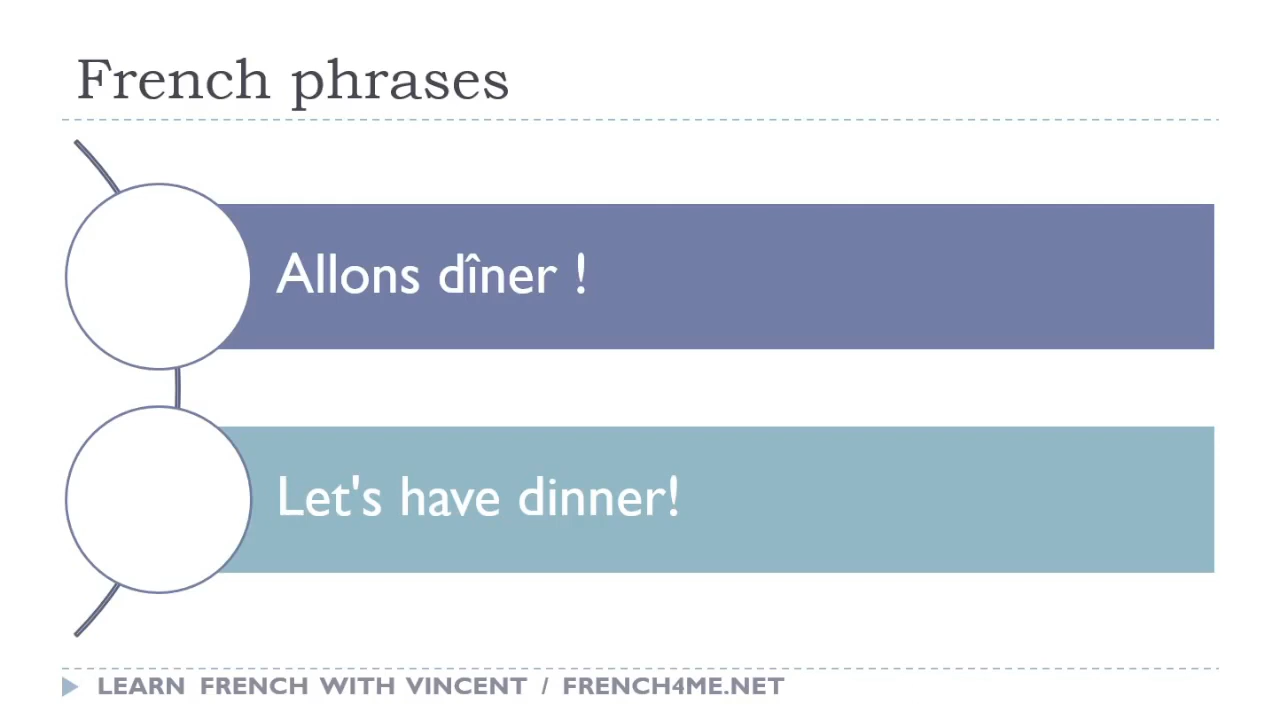 French phrases
Allons dîner !
Let's have dinner!
LEARN FRENCH WITH VINCENT / FRENCH4ME.NET